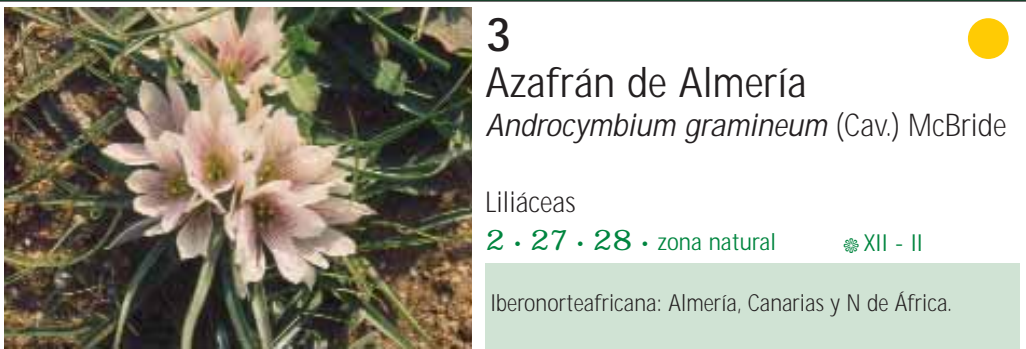 3
Azafrán de Almería
Androcymbium gramineum (Cav.) McBride
Liliáceas
2 · 27 · 28 · zona natural XII - II
Iberonorteafricana: Almería, Canarias y N de África.